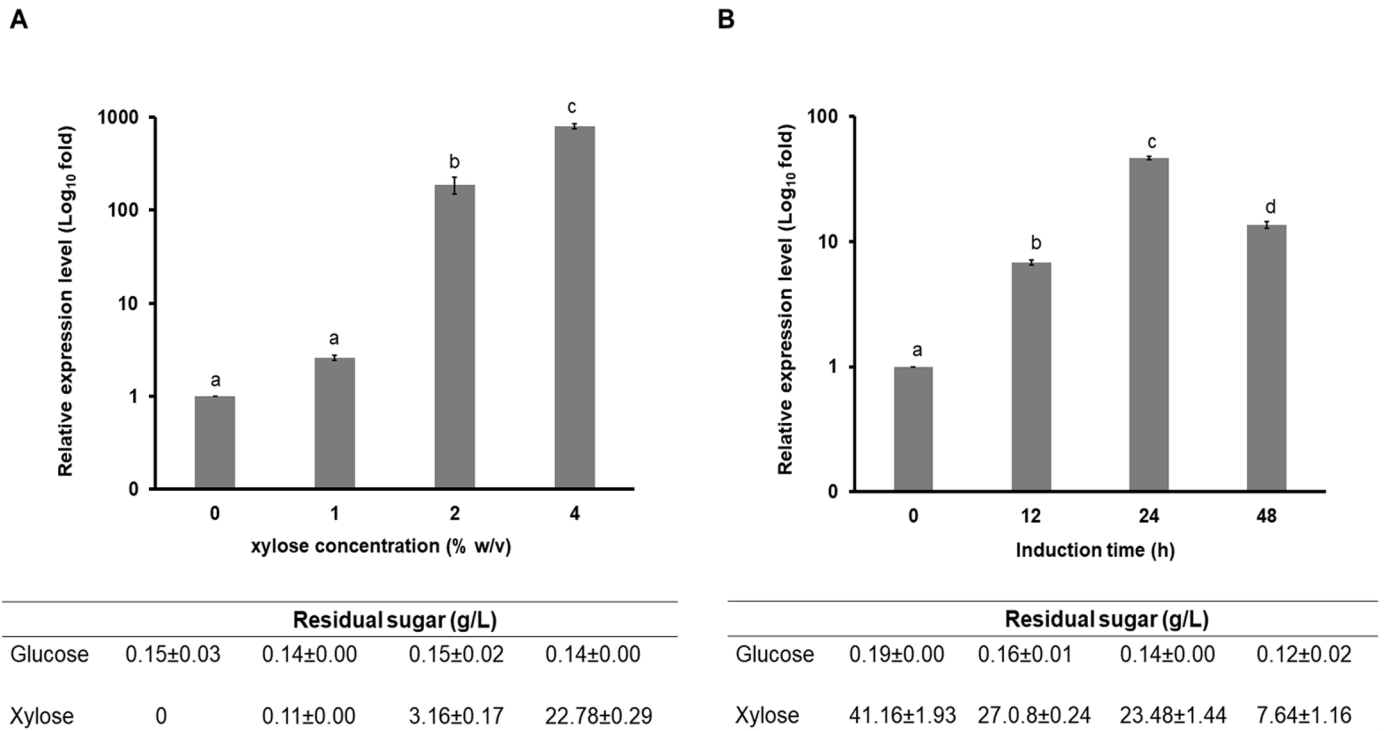 A
B
Relative expression level (Log10 fold)
1000
100
10
1
0
a
a
b
c
0 1 2 4
xylose concentration (% w/v)
Relative expression level (Log10 fold)
100
10
1
0
a
b
c
d
0 12 24 48
Induction time (h)
Residual sugar (g/L)
Glucose 0.15±0.03 0.14±0.00 0.15±0.02 0.14±0.00
Xylose 0 0.11±0.00 3.16±0.17 22.78±0.29
Residual sugar (g/L)
Glucose 0.19±0.00 0.16±0.01 0.14±0.00 0.12±0.02
Xylose 41.16±1.93 27.0.8±0.24 23.48±1.44 7.64±1.16